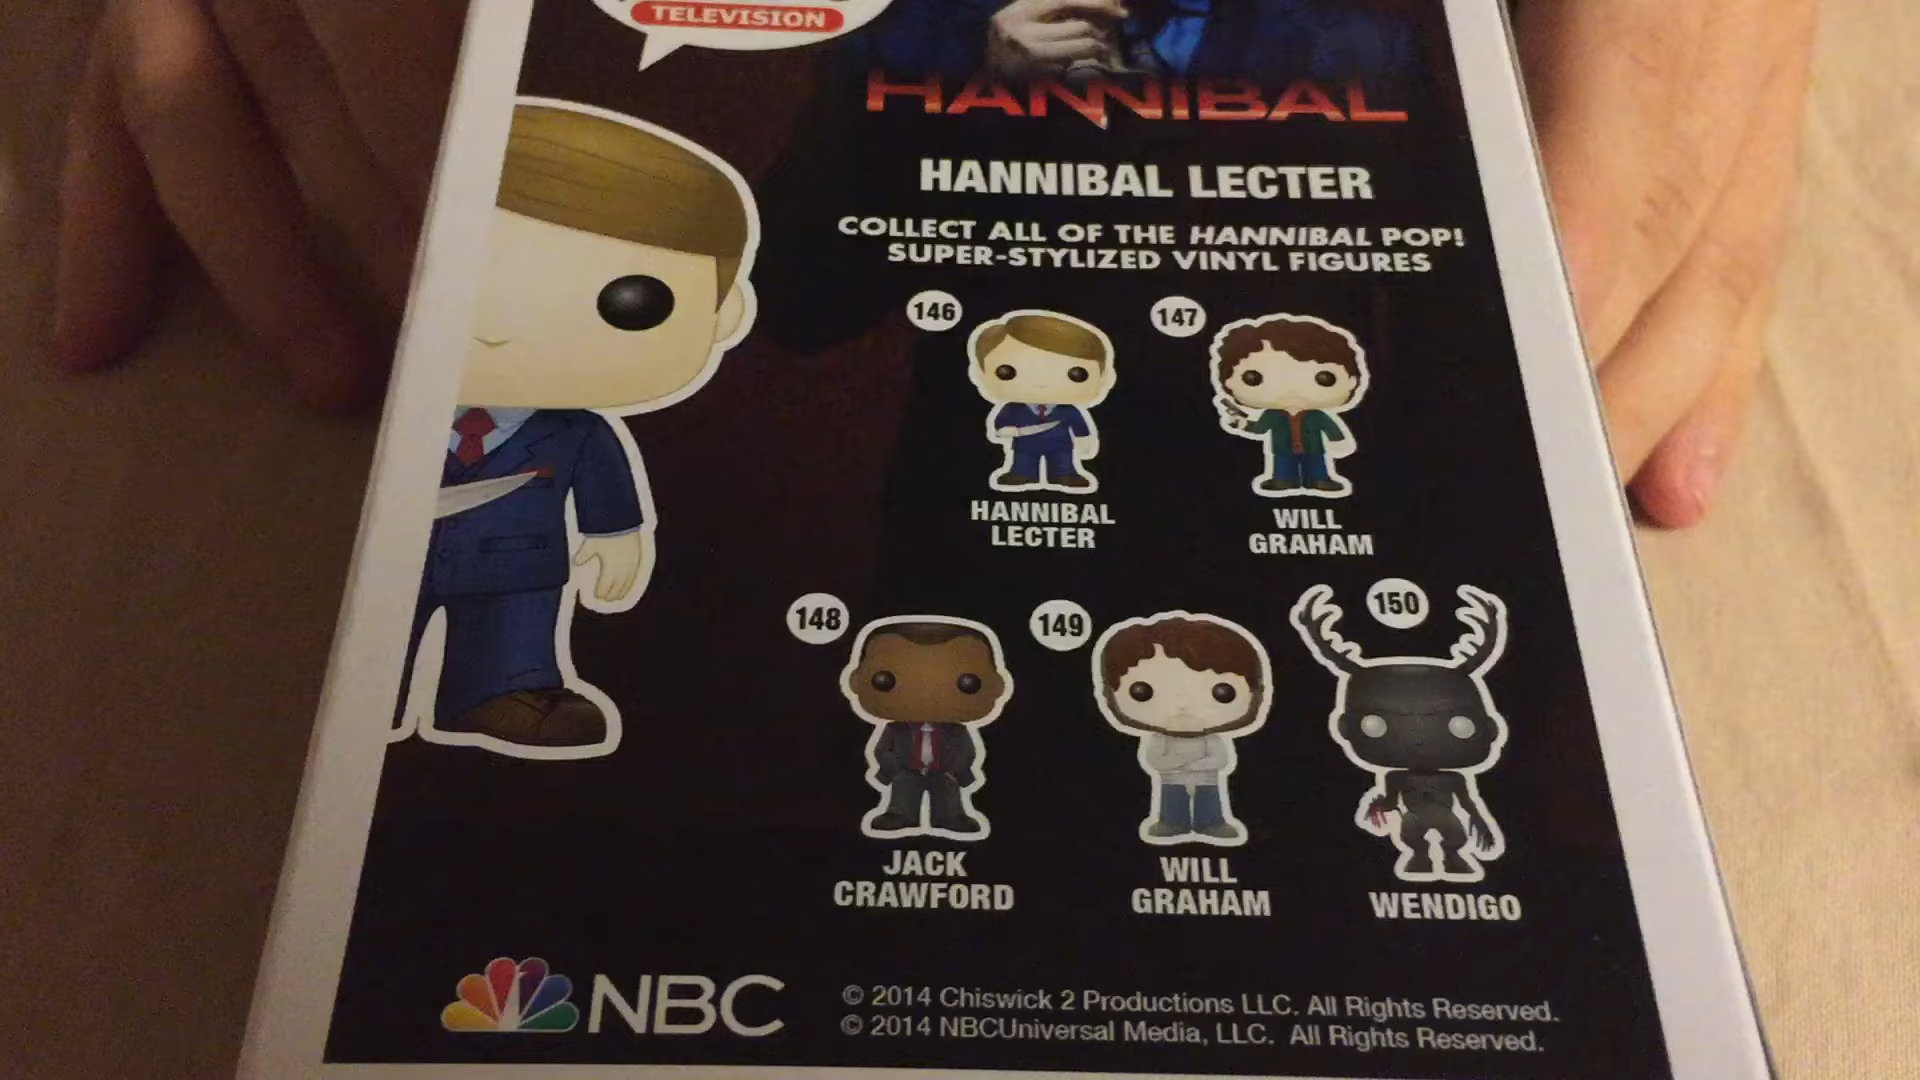 TELEVISION
HANNIBAL
HANNIBAL LECTER
COLLECT ALL OF THE HANNIBAL POP!
SUPER-STYLIZED VINYL FIGURES
146
HANNIBAL
LECTER
147
WILL
GRAHAM
148
JACK
CRAWFORD
149
WILL
GRAHAM
150
WENDIGO
NBC
© 2014 Chiswick 2 Productions LLC. All Rights Reserved.
© 2014 NBCUniversal Media, LLC. All Rights Reserved.